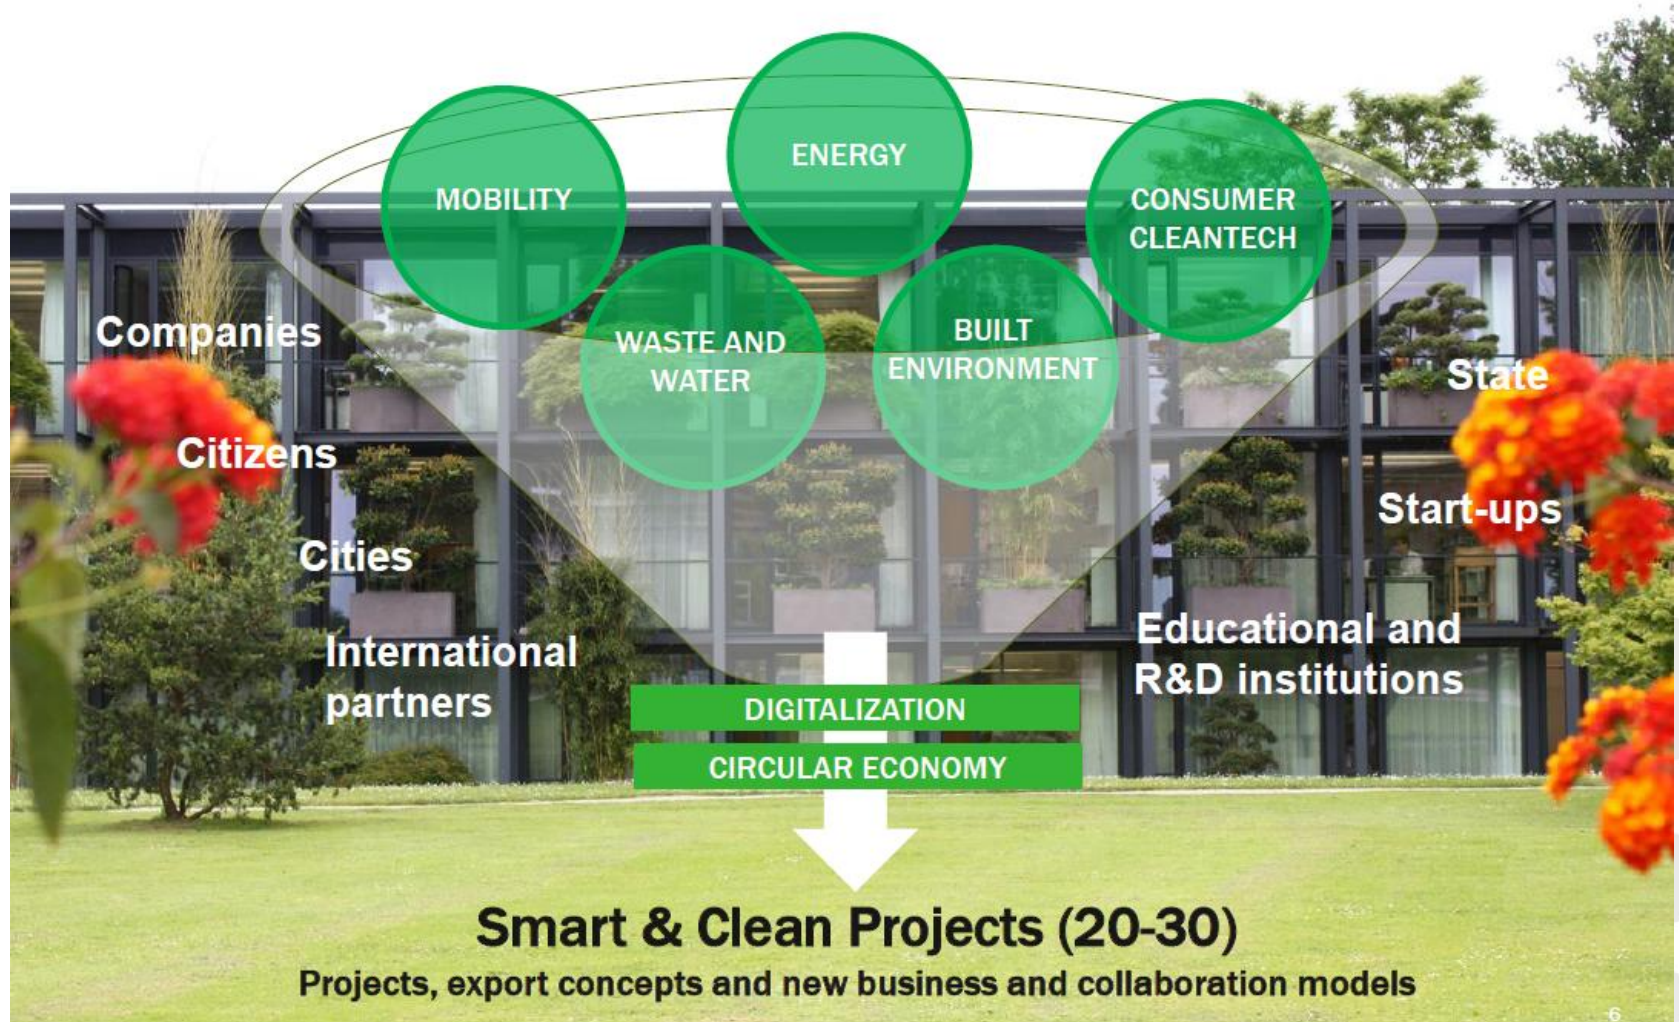 ENERGY
MOBILITY
CONSUMER
CLEANTECH
WASTE AND
WATER
BUILT
ENVIRONMENT
Companies
Citizens
Cities
International
partners
State
Start-ups
Educational and
R&D institutions
DIGITALIZATION
CIRCULAR ECONOMY
Smart & Clean Projects (20-30)
Projects, export concepts and new business and collaboration models
6